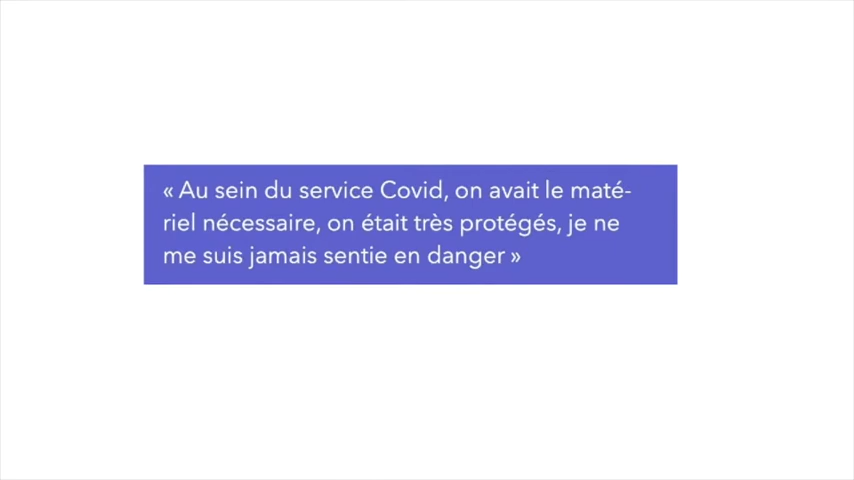 « Au sein du service Covid, on avait le maté-
riel nécessaire, on était très protégés, je ne
me suis jamais sentie en danger »